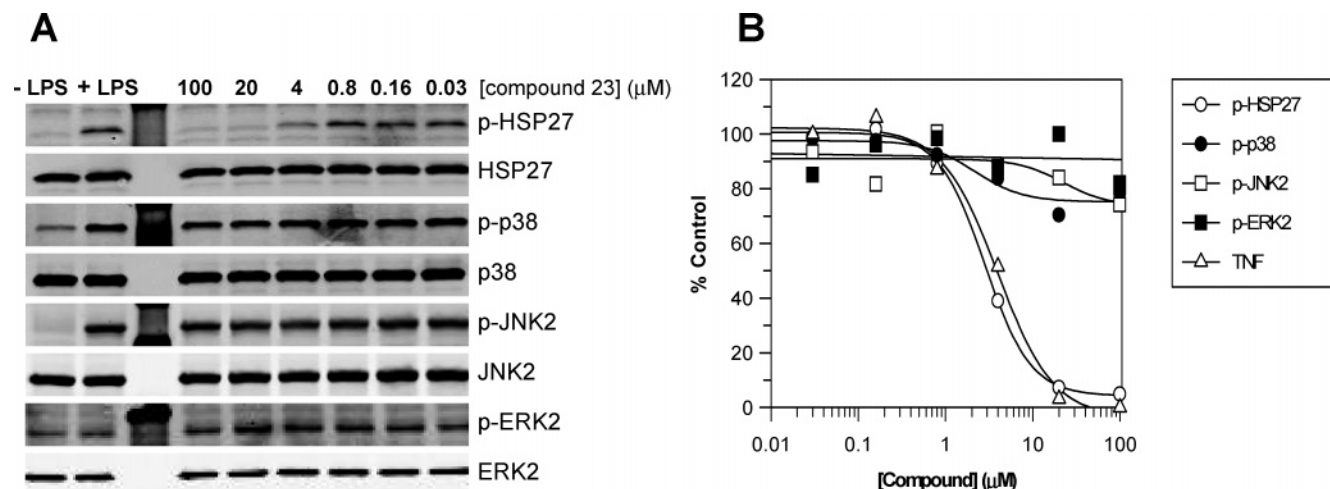 A
- LPS + LPS 100 20 4 0.8 0.16 0.03 [compound 23] (μM)
p-HSP27
HSP27
p-p38
p38
p-JNK2
JNK2
p-ERK2
ERK2
B
120
100
80
60
40
20
0
% Control
0.01 0.1 1 10 100
[Compound] (μM)
p-HSP27
p-p38
p-JNK2
p-ERK2
TNF